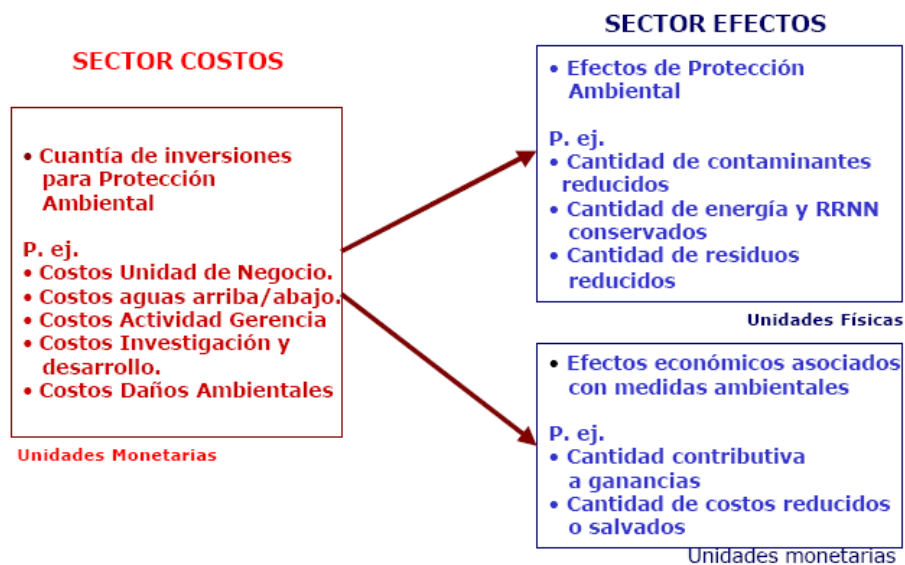 SECTOR COSTOS
• Cuantía de inversiones
para Protección
Ambiental
P. ej.
• Costos Unidad de Negocio.
• Costos aguas arriba/abajo.
• Costos Actividad Gerencia
• Costos Investigación y
desarrollo.
• Costos Daños Ambientales
Unidades Monetarias
SECTOR EFECTOS
• Efectos de Protección
Ambiental
P. ej.
• Cantidad de contaminantes
reducidos
• Cantidad de energía y RRNN
conservados
• Cantidad de residuos
reducidos
Unidades Físicas
• Efectos económicos asociados
con medidas ambientales
P. ej.
• Cantidad contributiva
a ganancias
• Cantidad de costos reducidos
o salvados
Unidades monetarias